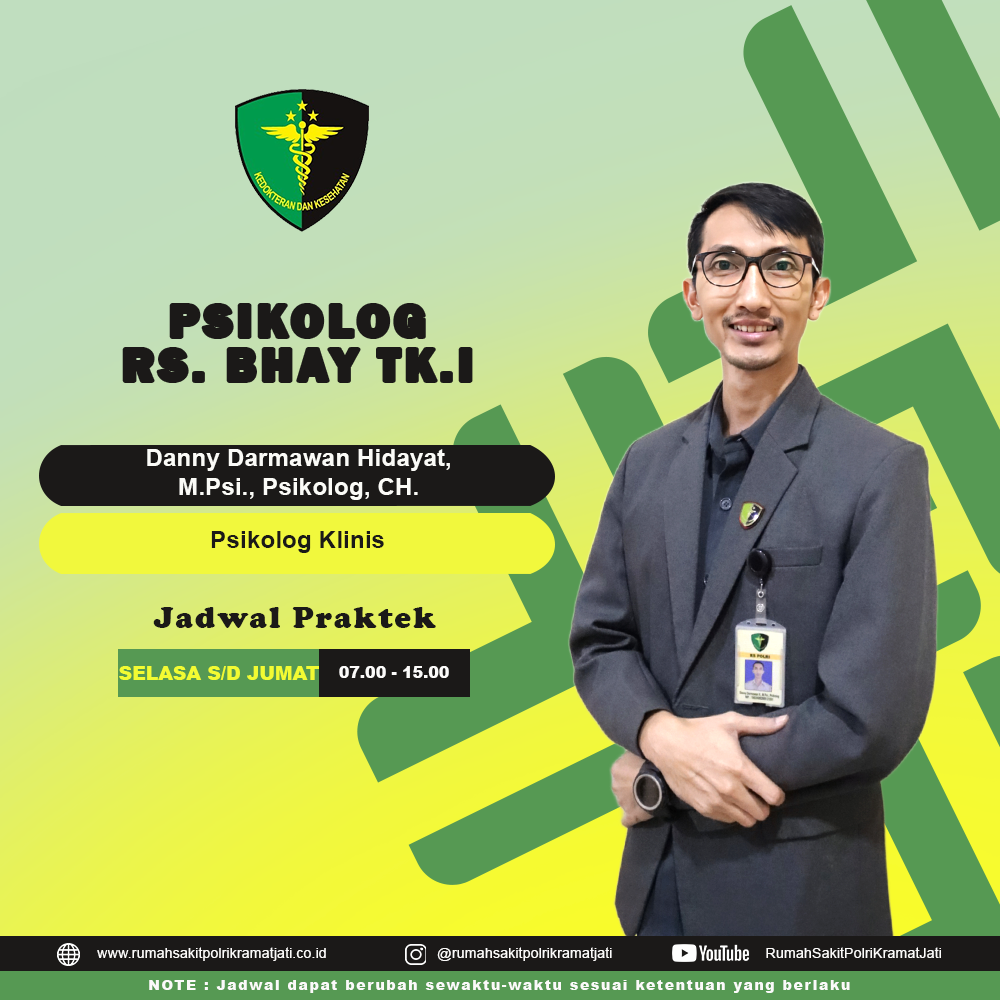 KEDOKTERAN DAN KESEHATAN
PSIKOLOG
RS. BHAY TK.I
Danny Darmawan Hidayat,
M.Psi., Psikolog, CH.
Psikolog Klinis
Jadwal Praktek
SELASA S/D JUMAT 07.00 - 15.00
RS POLRI
www.rumahsakitpolrikramatjati.co.id @rumahsakitpolrikramatjati YouTube RumahSakitPolriKramatJati
NOTE : Jadwal dapat berubah sewaktu-waktu sesuai ketentuan yang berlaku